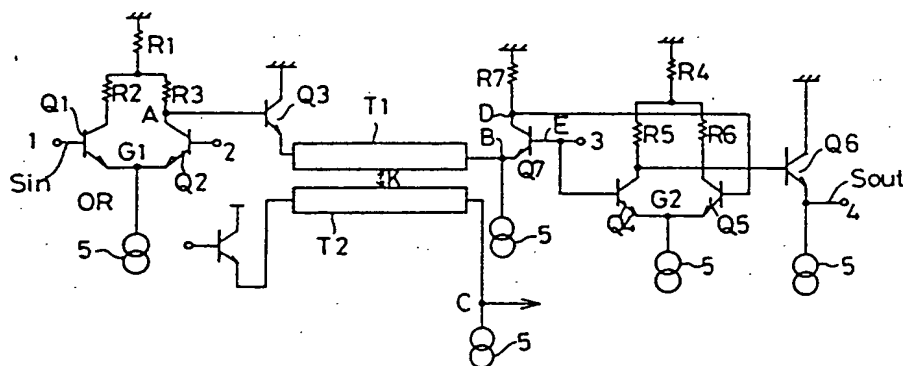 R1
R2
R3
Q1
A
Q3
1
G1
2
Q2
Sin
OR
5
T1
K
T2
C
5
R7
D
B
E
3
Q7
5
R4
R5
R6
Q6
G2
Q4
Q5
Sout
4
5
5